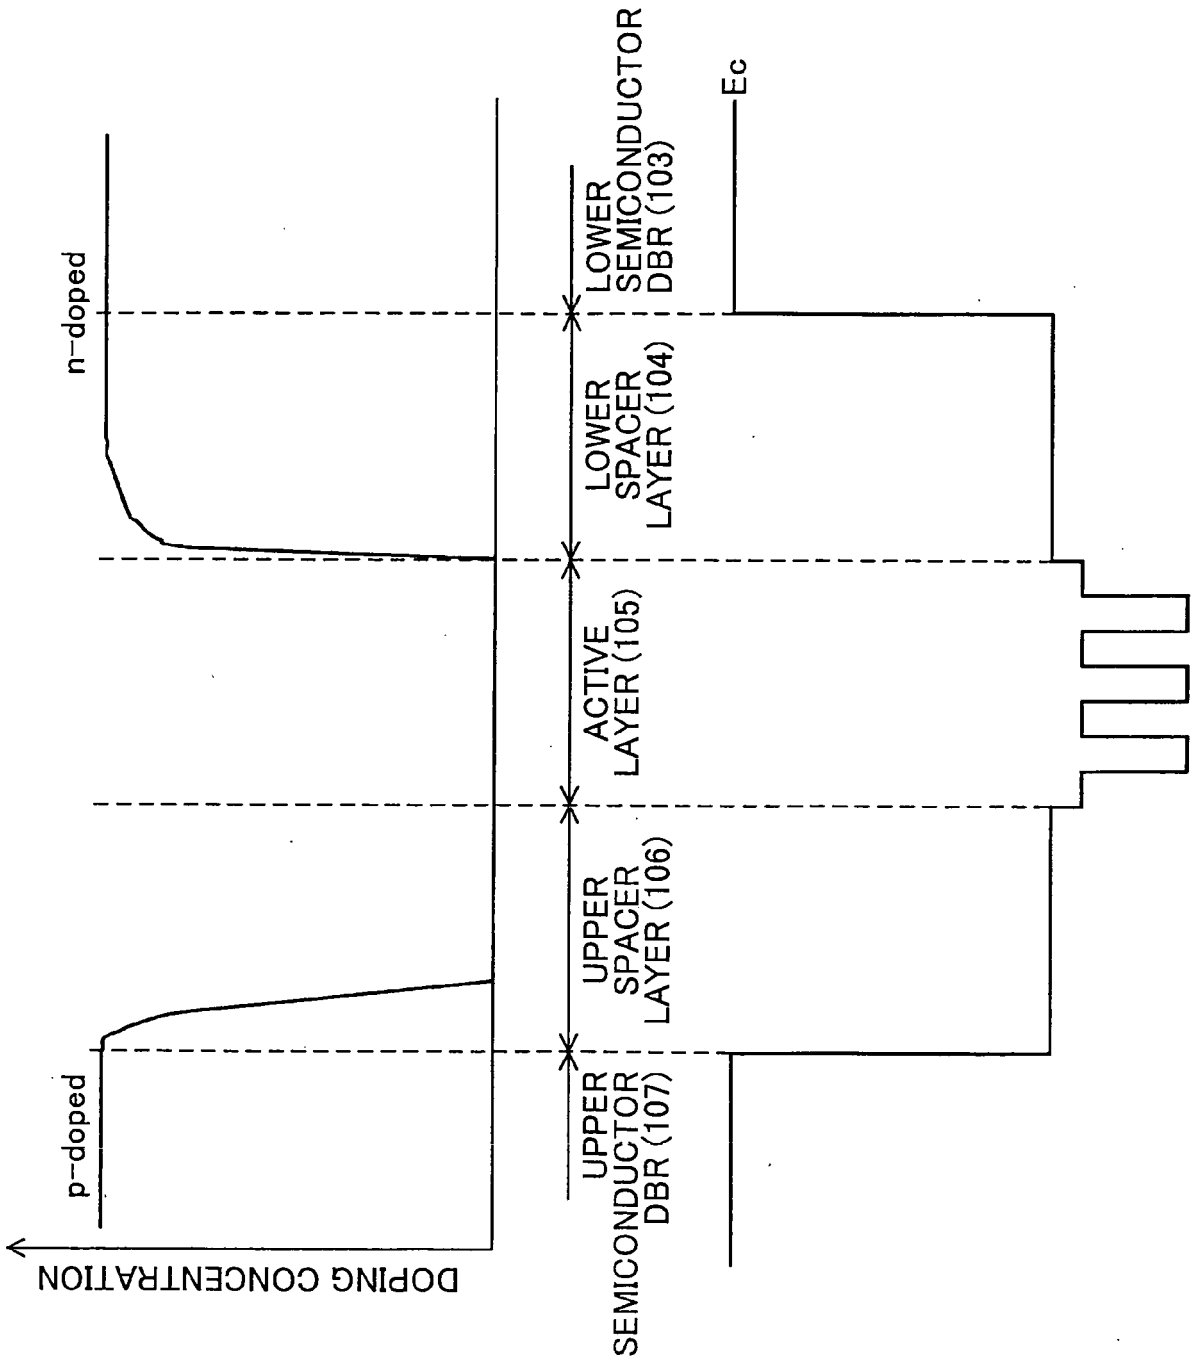 DOPING CONCENTRATION
p-doped
n-doped
UPPER
SEMICONDUCTOR
DBR (107)
UPPER
SPACER
LAYER (106)
ACTIVE
LAYER (105)
LOWER
SPACER
LAYER (104)
LOWER
SEMICONDUCTOR
DBR (103)
Ec